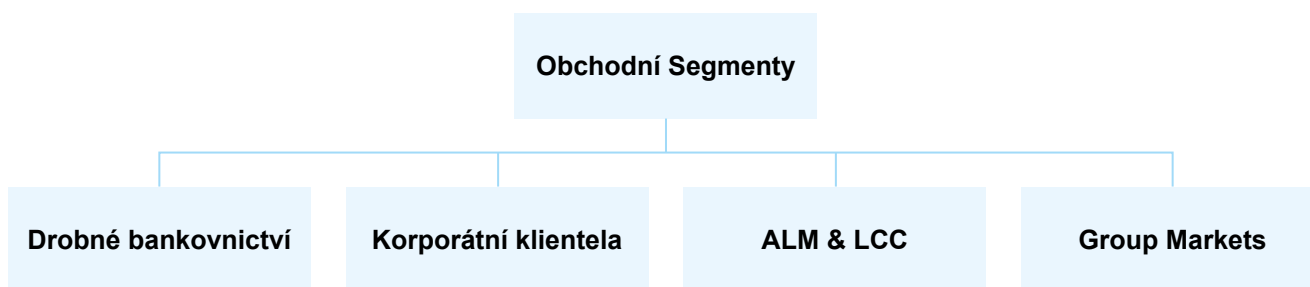 Obchodní Segmenty
Drobné bankovnictví
Korporátní klientela
ALM & LCC
Group Markets